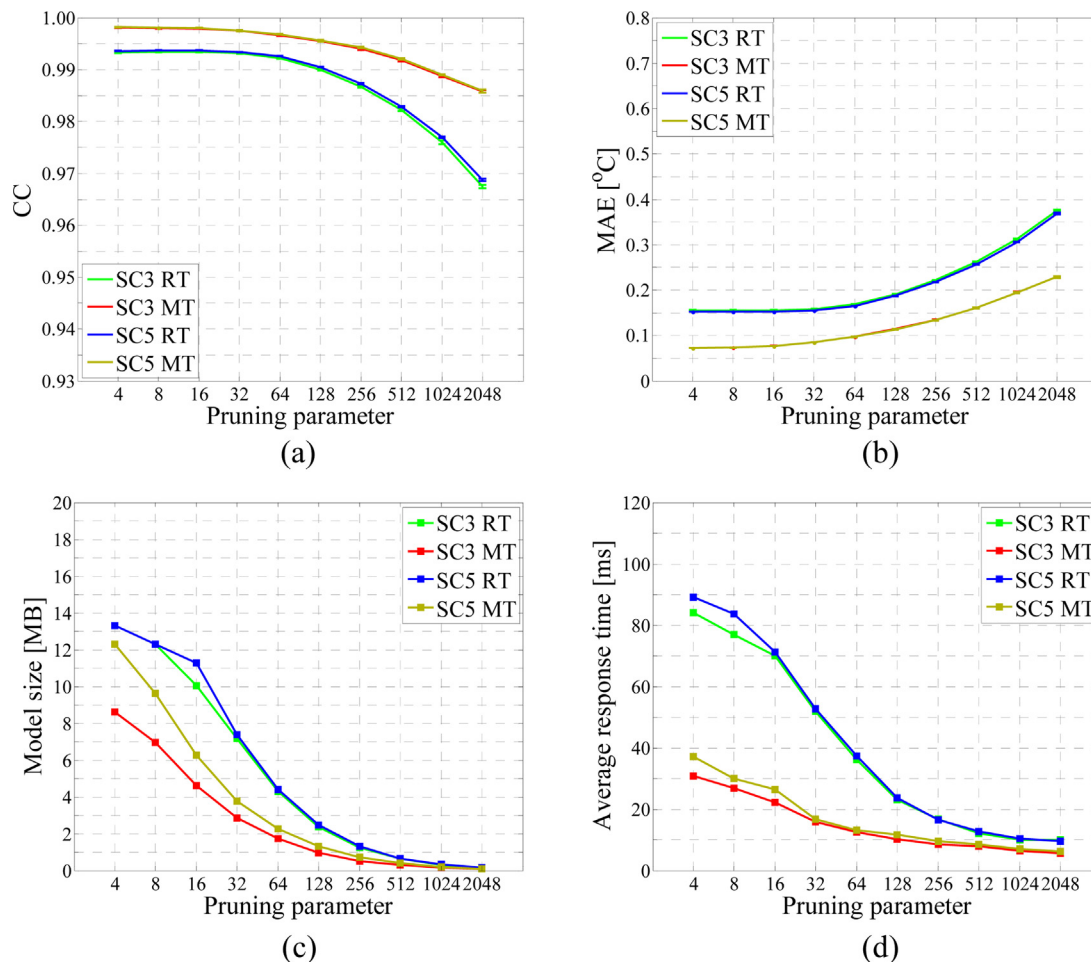 1.00
0.99
0.98
0.97
0.96
0.95
0.94
0.93
CC
SC3 RT
SC3 MT
SC5 RT
SC5 MT
4 8 16 32 64 128 256 512 1024 2048
Pruning parameter
(a)
0.8
0.7
0.6
0.5
0.4
0.3
0.2
0.1
0
MAE [°C]
SC3 RT
SC3 MT
SC5 RT
SC5 MT
4 8 16 32 64 128 256 512 1024 2048
Pruning parameter
(b)
20
18
16
14
12
10
8
6
4
2
0
Model size [MB]
SC3 RT
SC3 MT
SC5 RT
SC5 MT
4 8 16 32 64 128 256 512 1024 2048
Pruning parameter
(c)
120
100
80
60
40
20
0
Average response time [ms]
SC3 RT
SC3 MT
SC5 RT
SC5 MT
4 8 16 32 64 128 256 512 1024 2048
Pruning parameter
(d)